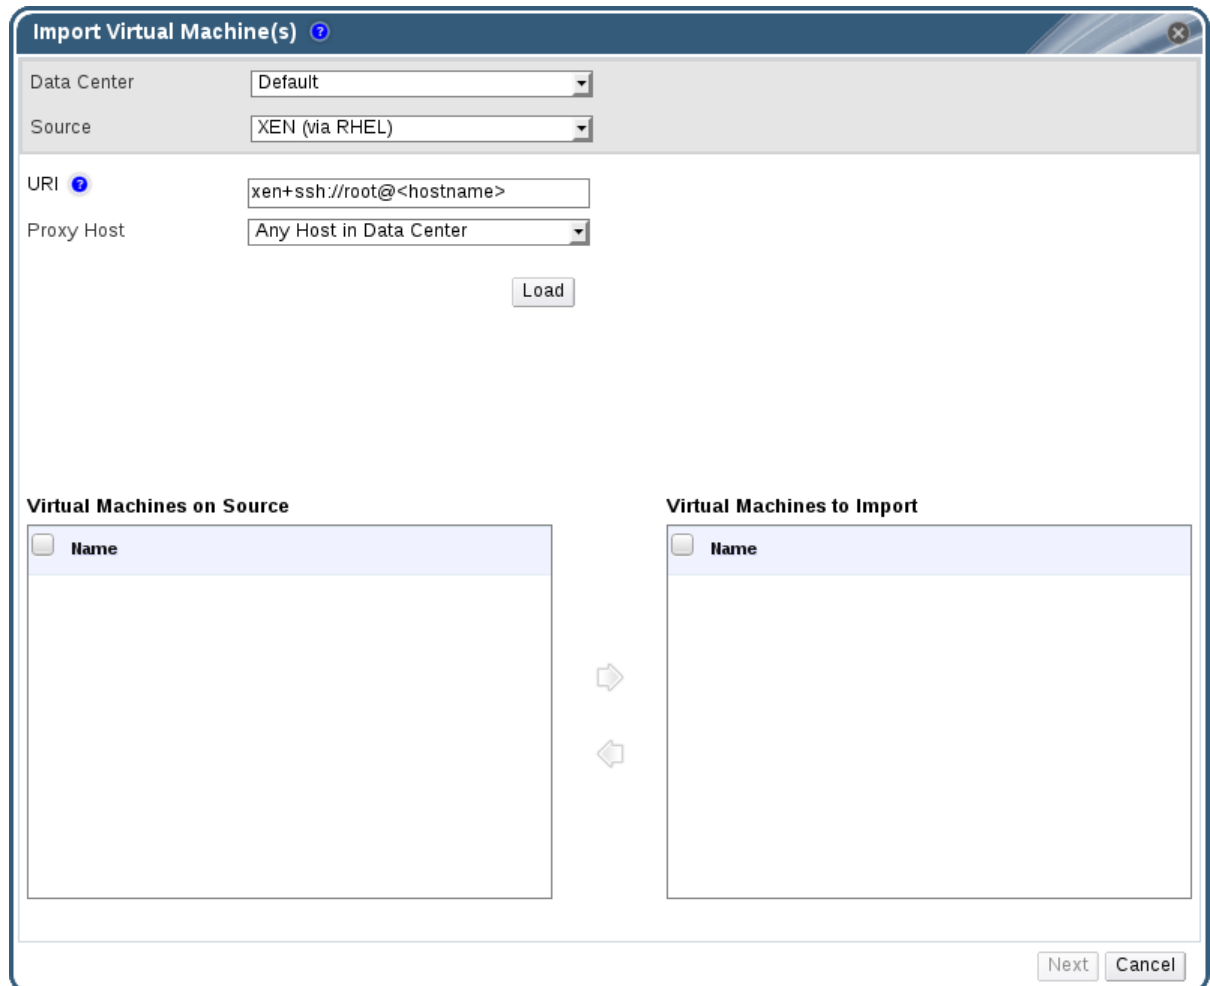 Import Virtual Machine(s) ?
Data Center Default
Source XEN (via RHEL)
URI ? xen+ssh://root@<hostname>
Proxy Host Any Host in Data Center
Load
Virtual Machines on Source Virtual Machines to Import
Name Name
Next Cancel